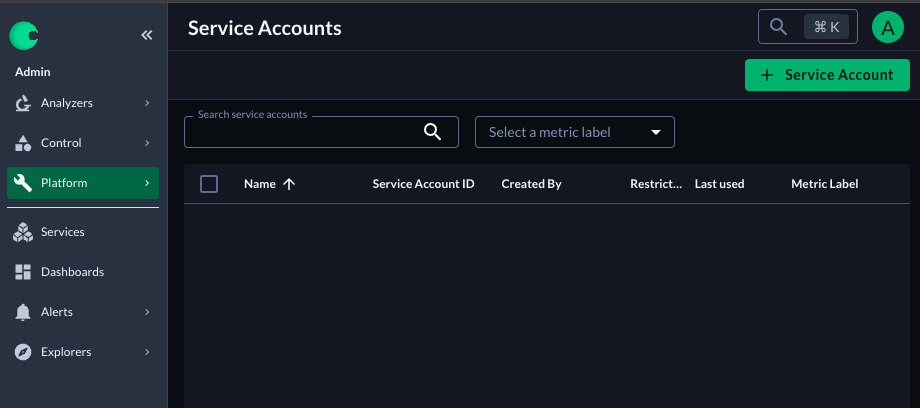 Service Accounts
⌘ K
A
Admin
+ Service Account
Analyzers
Search service accounts
Control
Select a metric label
Platform
Name
Service Account ID
Created By
Restrict...
Last used
Metric Label
Services
Dashboards
Alerts
Explorers